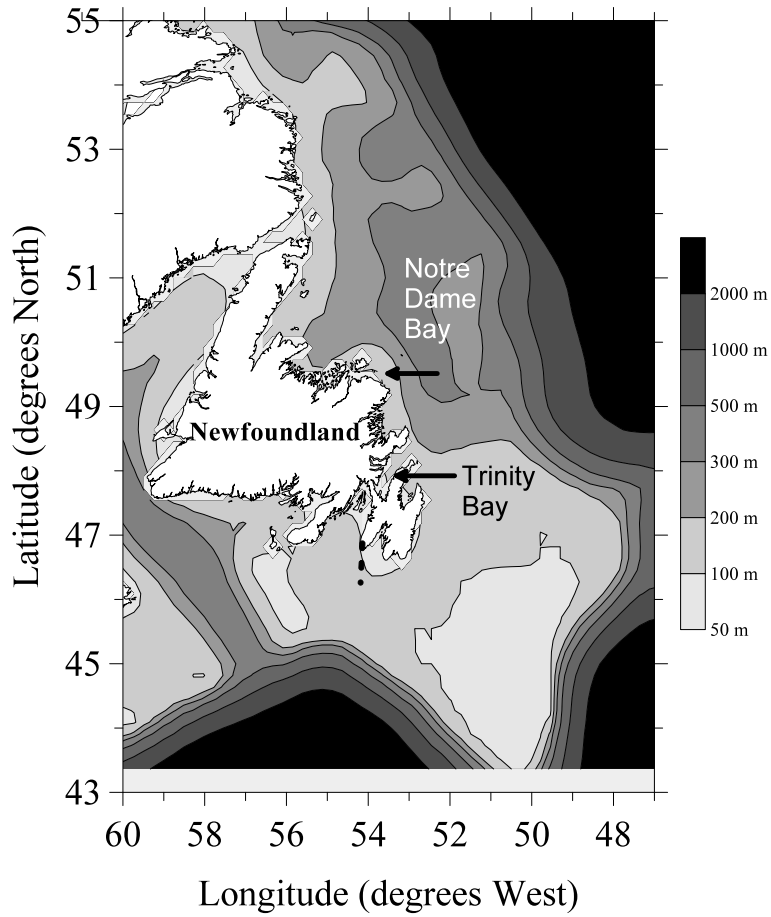 55
53
51
49
47
45
43
Latitude (degrees North)
Notre
Dame
Bay
Newfoundland
Trinity
Bay
2000 m
1000 m
500 m
300 m
200 m
100 m
50 m
60 58 56 54 52 50 48
Longitude (degrees West)